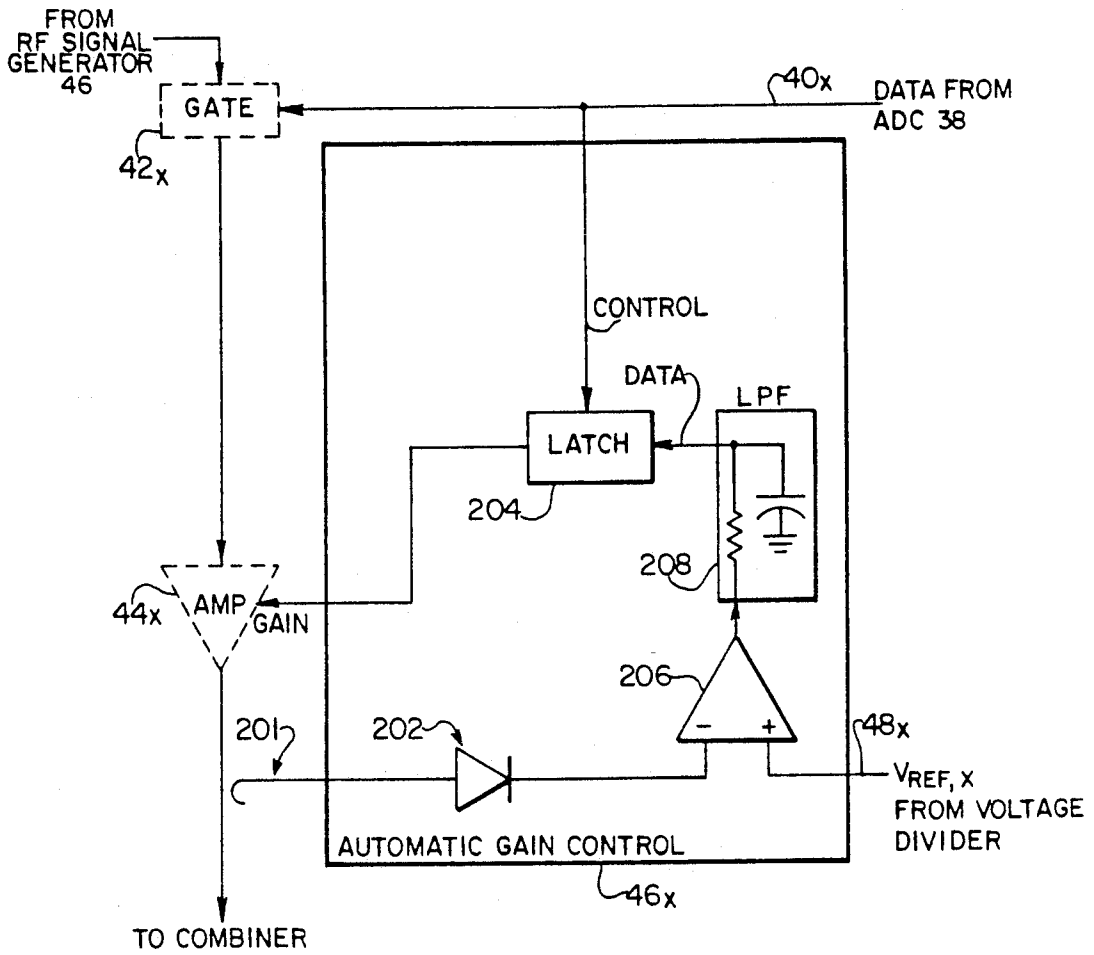 FROM
RF SIGNAL
GENERATOR
46
GATE
42x
40x
DATA FROM
ADC 38
CONTROL
DATA
LPF
LATCH
204
208
AMP
GAIN
44x
206
201
202
- +
48x
VREF, X
FROM VOLTAGE
DIVIDER
AUTOMATIC GAIN CONTROL
46x
TO COMBINER